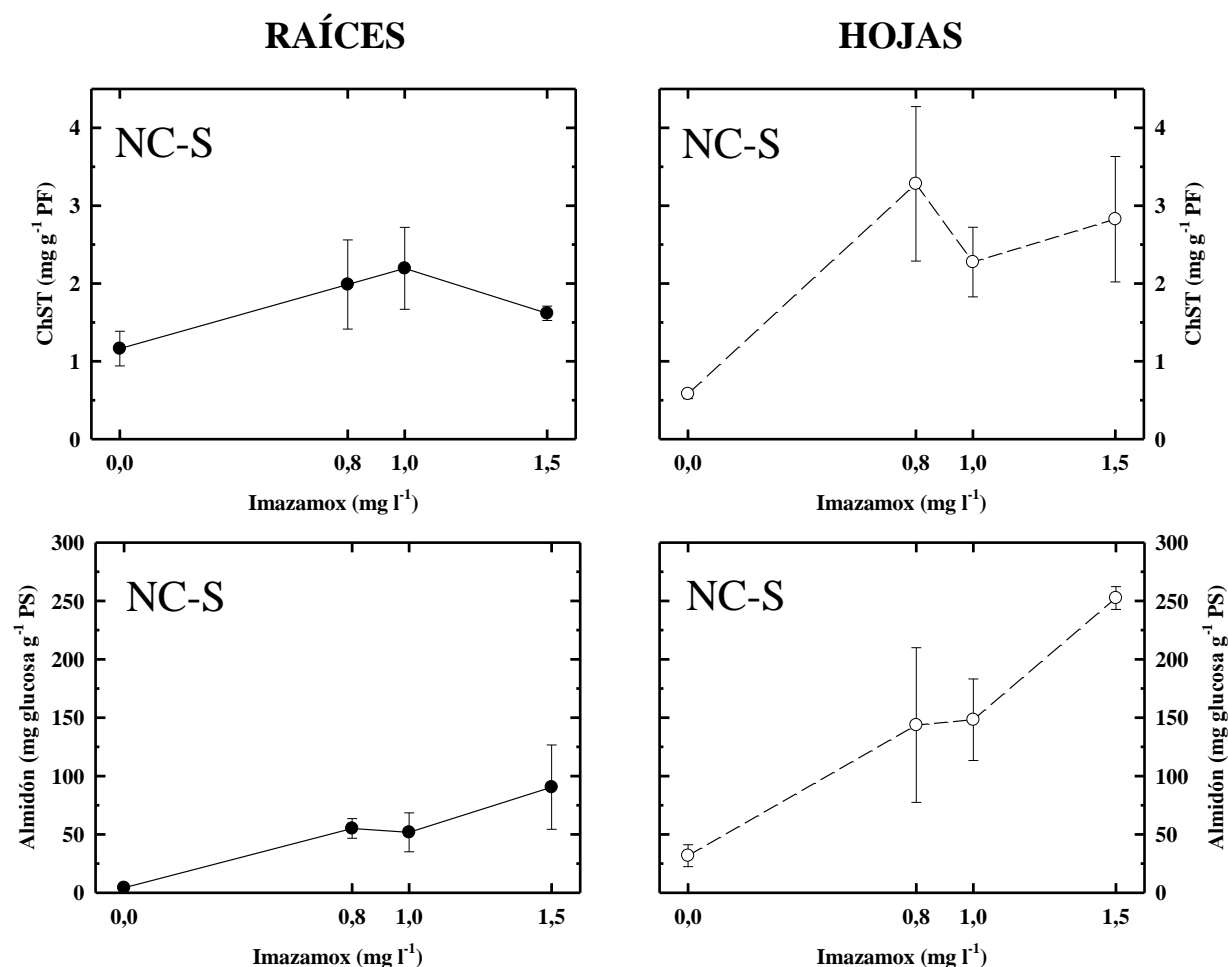 RAÍCES
HOJAS
NC-S
ChST (mg g⁻¹ PF)
4
3
2
1
0
0,0 0,8 1,0 1,5
Imazamox (mg l⁻¹)
NC-S
ChST (mg g⁻¹ PF)
4
3
2
1
0
0,0 0,8 1,0 1,5
Imazamox (mg l⁻¹)
NC-S
Almidón (mg glucosa g⁻¹ PS)
300
250
200
150
100
50
0
0,0 0,8 1,0 1,5
Imazamox (mg l⁻¹)
NC-S
Almidón (mg glucosa g⁻¹ PS)
300
250
200
150
100
50
0
0,0 0,8 1,0 1,5
Imazamox (mg l⁻¹)